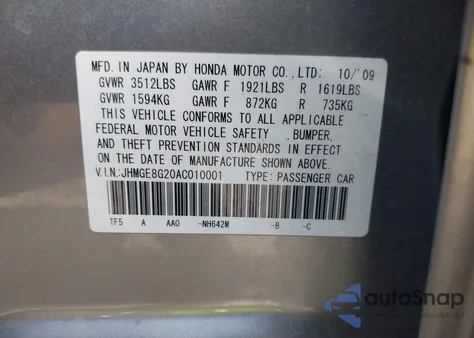 MFD. IN JAPAN BY HONDA MOTOR CO., LTD. 10/'09
GVWR 3512LBS GAWR F 1921LBS R 1619LBS
GVWR 1594KG GAWR F 872KG R 735KG
THIS VEHICLE CONFORMS TO ALL APPLICABLE
FEDERAL MOTOR VEHICLE SAFETY ,BUMPER,
AND THEFT PREVENTION STANDARDS IN EFFECT
ON THE DATE OF MANUFACTURE SHOWN ABOVE.
V.I.N:JHMGE8G20AC010001 TYPE: PASSENGER CAR
TF5 A AA0 -NH642M -B -C
autoSnap